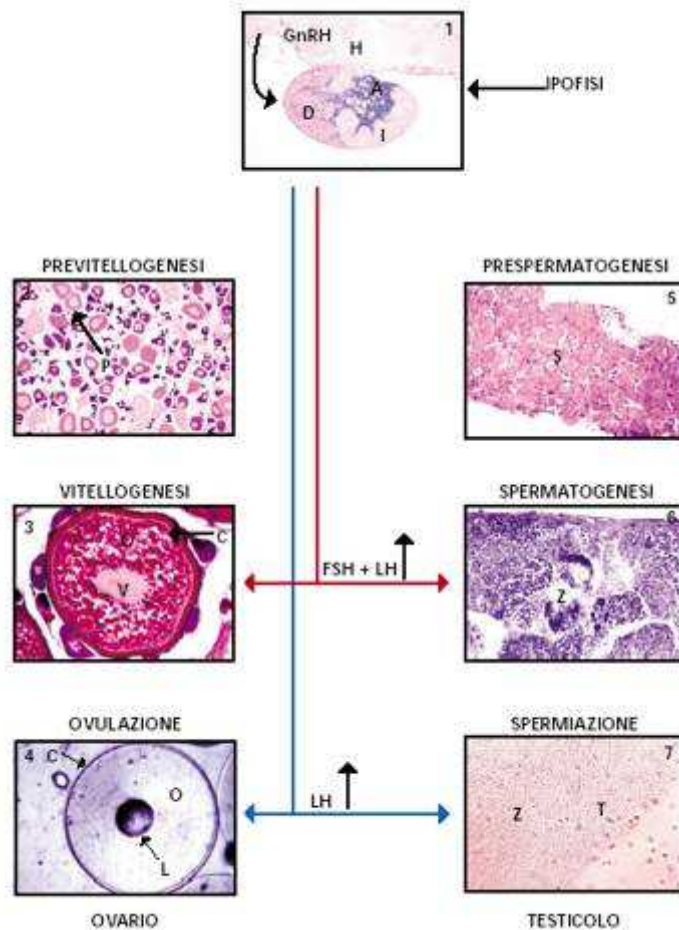 1
GnRH
H
A
D
I
IPOFISI
PREVITELLOGENESI
2
P
PRESPERMATOGENESI
5
S
VITELLOGENESI
3
C
V
SPERMATOGENESI
6
Z
FSH + LH
OVULAZIONE
4
C
O
L
SPERMIAZIONE
7
Z
T
LH
OVARIO
TESTICOLO